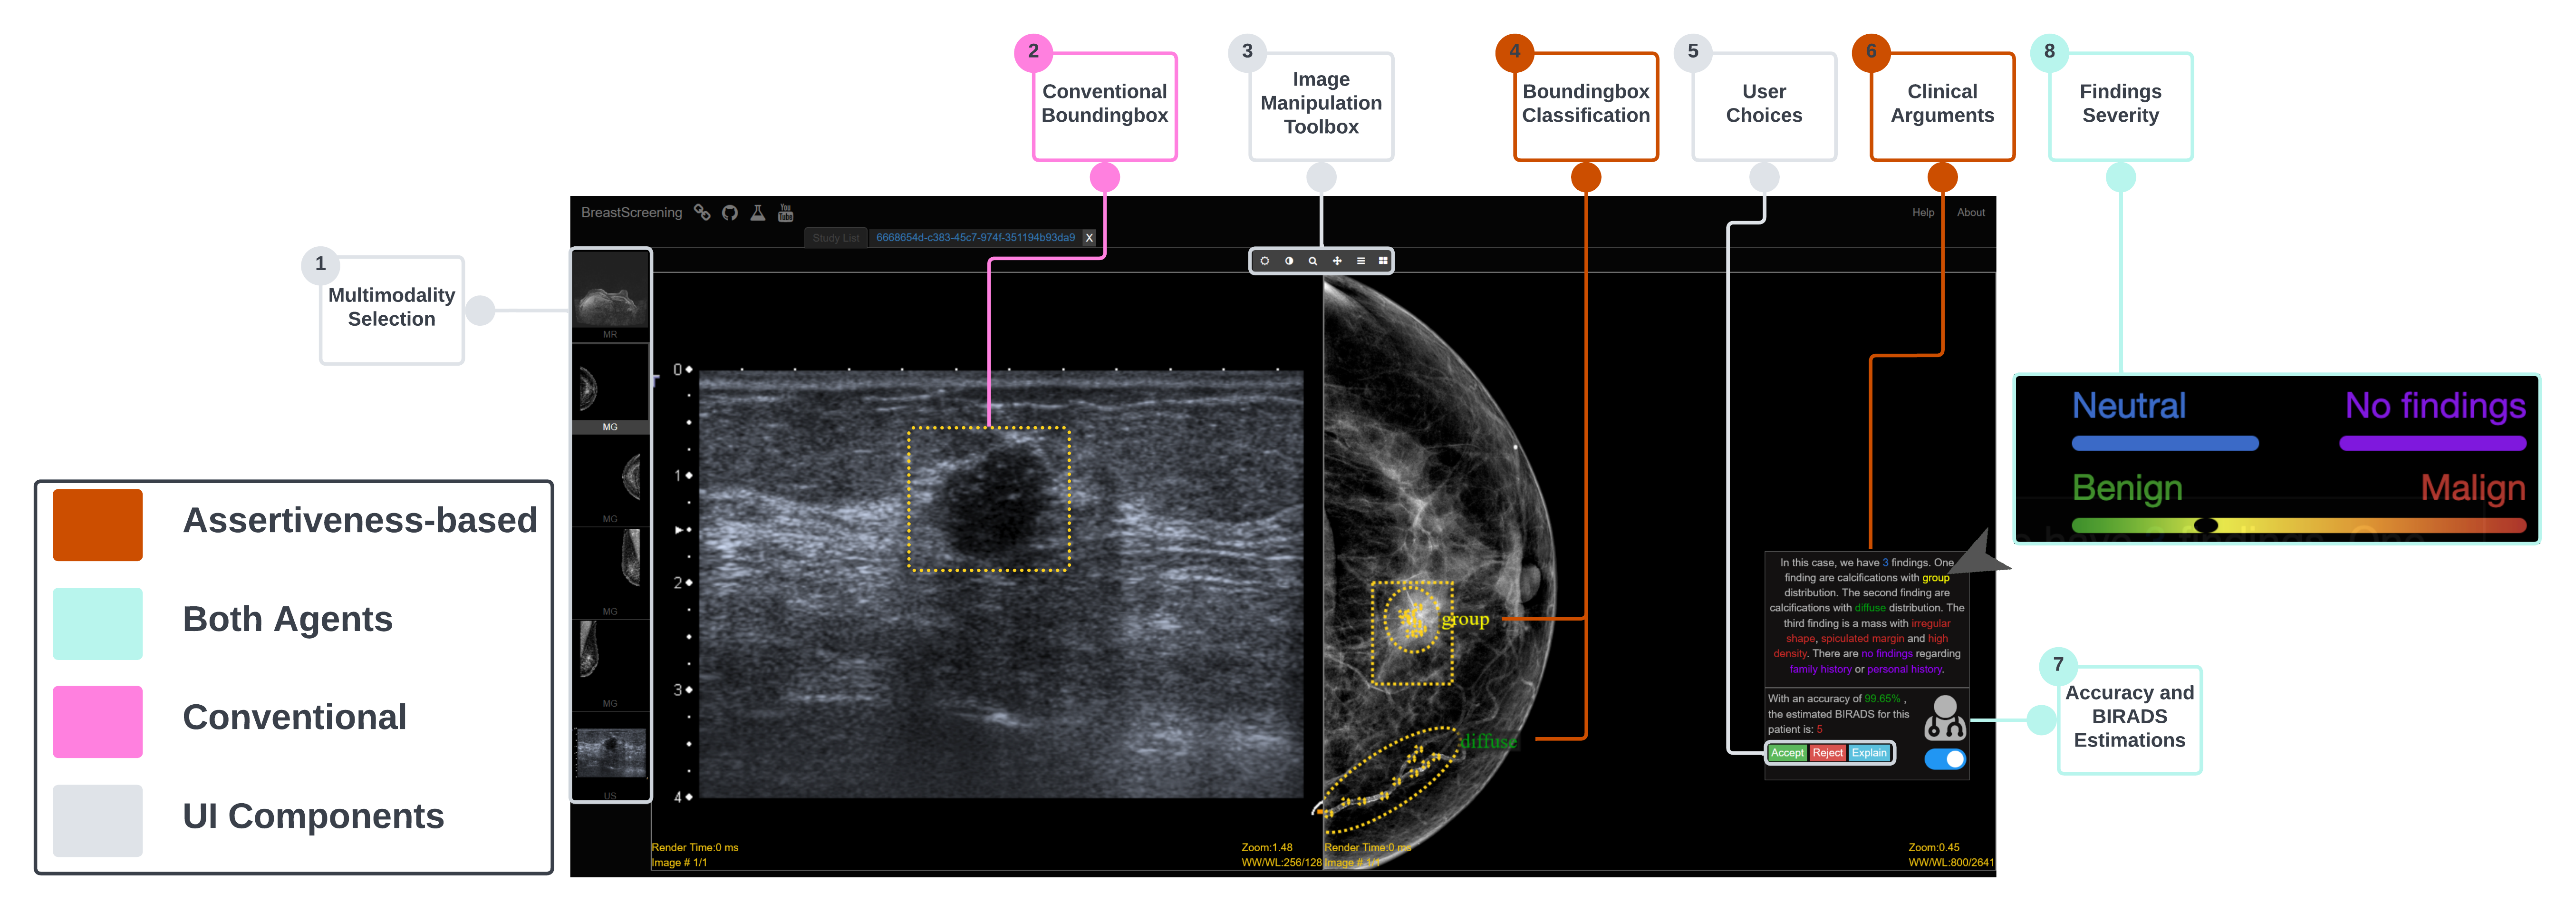 2
Conventional
Boundingbox
3
Image
Manipulation
Toolbox
4
Boundingbox
Classification
5
User
Choices
6
Clinical
Arguments
8
Findings
Severity
1
Multimodality
Selection
BreastScreening
You
Tube
Help
About
Study List
6668654d-c383-45c7-974f-351194b93da9
X
MR
MG
MG
MG
MG
US
0
1
2
3
4
group
diffuse
Render Time:0 ms
Image # 1/1
Zoom:1.48
WW/WL:256/128
Render Time:0 ms
Image # 1/1
Zoom:0.45
WW/WL:800/2641
In this case, we have 3 findings. One
finding are calcifications with group
distribution. The second finding are
calcifications with diffuse distribution. The
third finding is a mass with irregular
shape, spiculated margin and high
density. There are no findings regarding
family history or personal history.
With an accuracy of 99.65% ,
the estimated BIRADS for this
patient is: 5
Accept
Reject
Explain
Neutral
No findings
Benign
Malign
7
Accuracy and
BIRADS
Estimations
Assertiveness-based
Both Agents
Conventional
UI Components